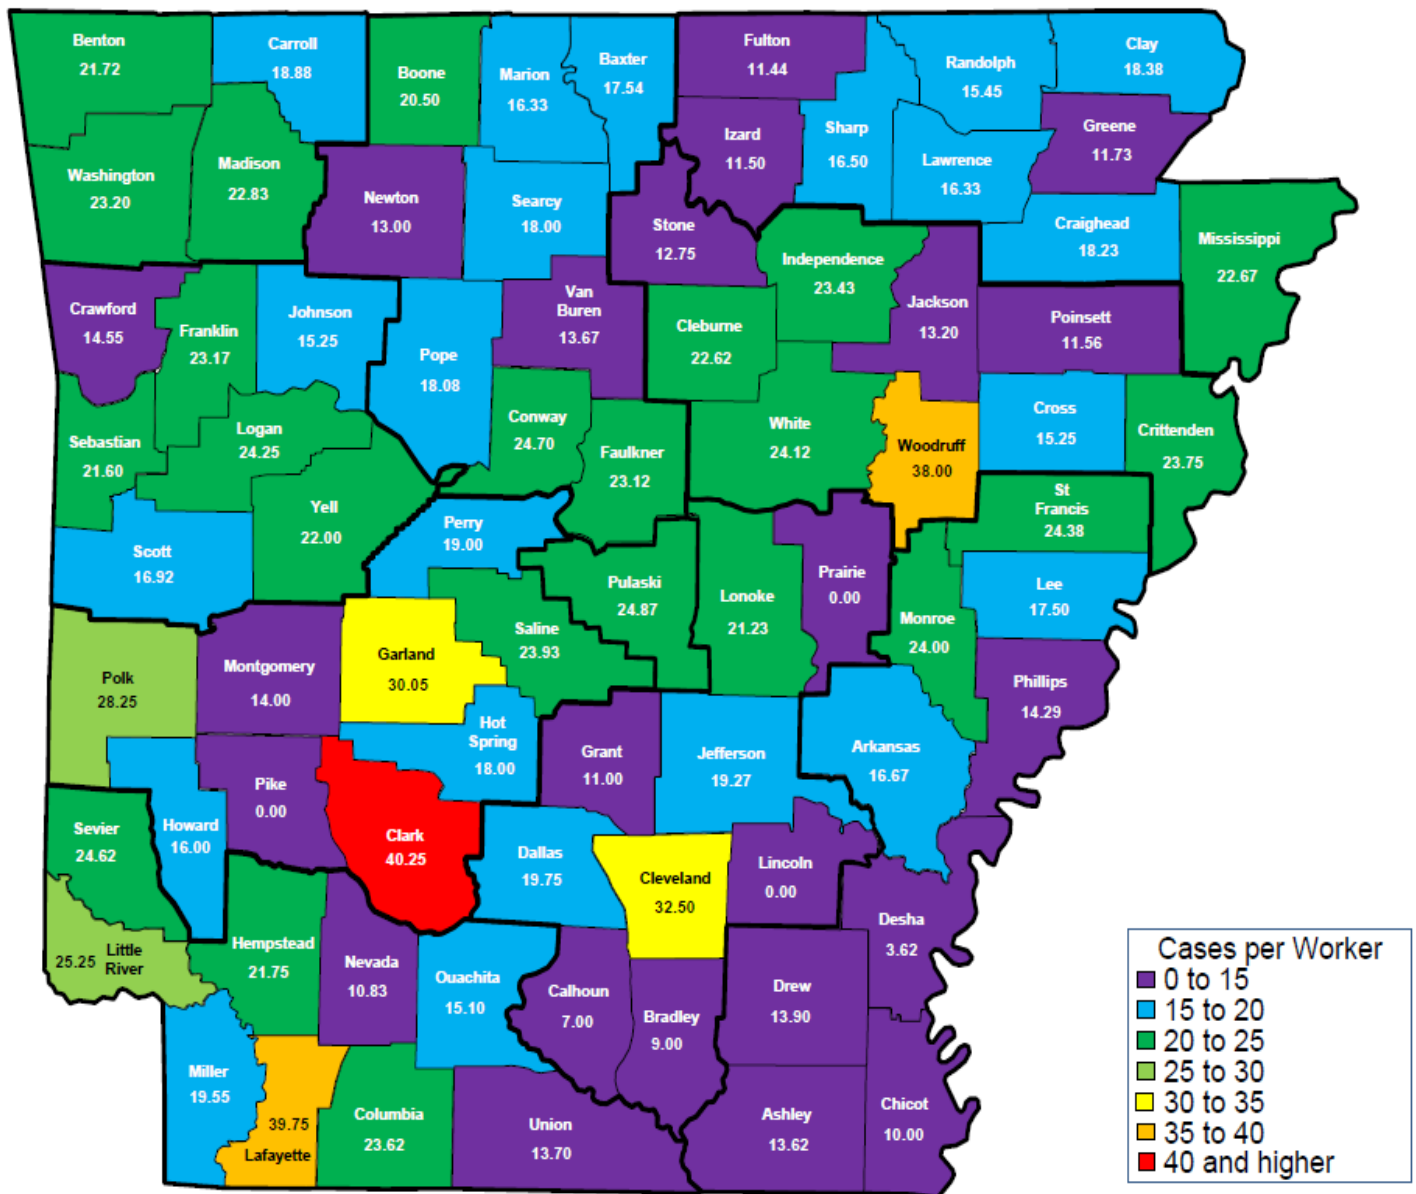 Benton
21.72
Carroll
18.88
Boone
20.50
Marion
16.33
Baxter
17.54
Fulton
11.44
Randolph
15.45
Clay
18.38
Washington
23.20
Madison
22.83
Newton
13.00
Searcy
18.00
Stone
12.75
Izard
11.50
Sharp
16.50
Lawrence
16.33
Greene
11.73
Craighead
18.23
Mississippi
22.67
Crawford
14.55
Franklin
23.17
Johnson
15.25
Pope
18.08
Van
Buren
13.67
Cleburne
22.62
Independence
23.43
Jackson
13.20
Poinsett
11.56
Sebastian
21.60
Logan
24.25
Conway
24.70
Faulkner
23.12
White
24.12
Woodruff
38.00
Cross
15.25
Crittenden
23.75
Scott
16.92
Yell
22.00
Perry
19.00
Pulaski
24.87
Lonoke
21.23
Prairie
0.00
St
Francis
24.38
Monroe
24.00
Lee
17.50
Phillips
14.29
Polk
28.25
Montgomery
14.00
Garland
30.05
Saline
23.93
Hot
Spring
18.00
Grant
11.00
Jefferson
19.27
Arkansas
16.67
Sevier
24.62
Howard
16.00
Pike
0.00
Clark
40.25
Dallas
19.75
Cleveland
32.50
Lincoln
0.00
Desha
3.62
25.25 Little
River
Hempstead
21.75
Nevada
10.83
Ouachita
15.10
Calhoun
7.00
Bradley
9.00
Drew
13.90
Miller
19.55
39.75
Lafayette
Columbia
23.62
Union
13.70
Ashley
13.62
Chicot
10.00
Cases per Worker
0 to 15
15 to 20
20 to 25
25 to 30
30 to 35
35 to 40
40 and higher